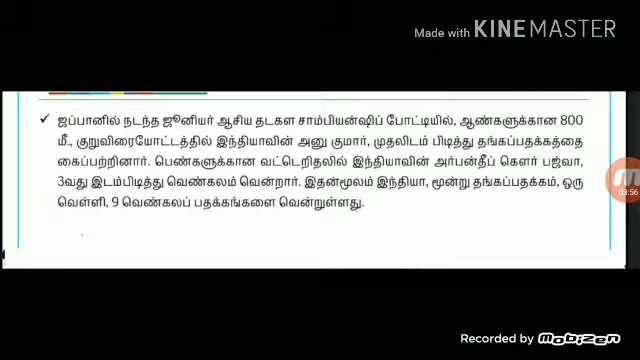 Made with KINEMASTER
✓ ஜப்பானில் நடந்த ஜூனியர் ஆசிய தடகள சாம்பியன்ஷிப் போட்டியில், ஆண்களுக்கான 800
மீ., குறுவிரையோட்டத்தில் இந்தியாவின் அனு குமார், முதலிடம் பிடித்து தங்கப்பதக்கத்தை
கைப்பற்றினார். பெண்களுக்கான வட்டெறிதலில் இந்தியாவின் அர்பன்தீப் கௌர் பஜ்வா,
3வது இடம்பிடித்து வெண்கலம் வென்றார். இதன்மூலம் இந்தியா, மூன்று தங்கப்பதக்கம், ஒரு
வெள்ளி, 9 வெண்கலப் பதக்கங்களை வென்றுள்ளது.
03:56
Recorded by Mobizen